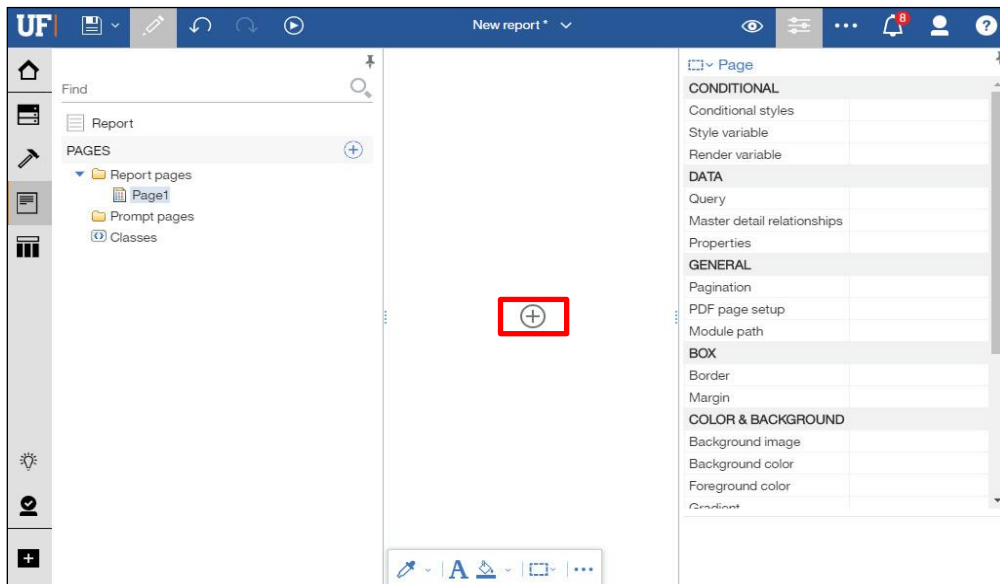 UF
New report *
8
?
Find
Report
PAGES
Report pages
Page1
Prompt pages
Classes
A
Page
CONDITIONAL
Conditional styles
Style variable
Render variable
DATA
Query
Master detail relationships
Properties
GENERAL
Pagination
PDF page setup
Module path
BOX
Border
Margin
COLOR & BACKGROUND
Background image
Background color
Foreground color
Gradient